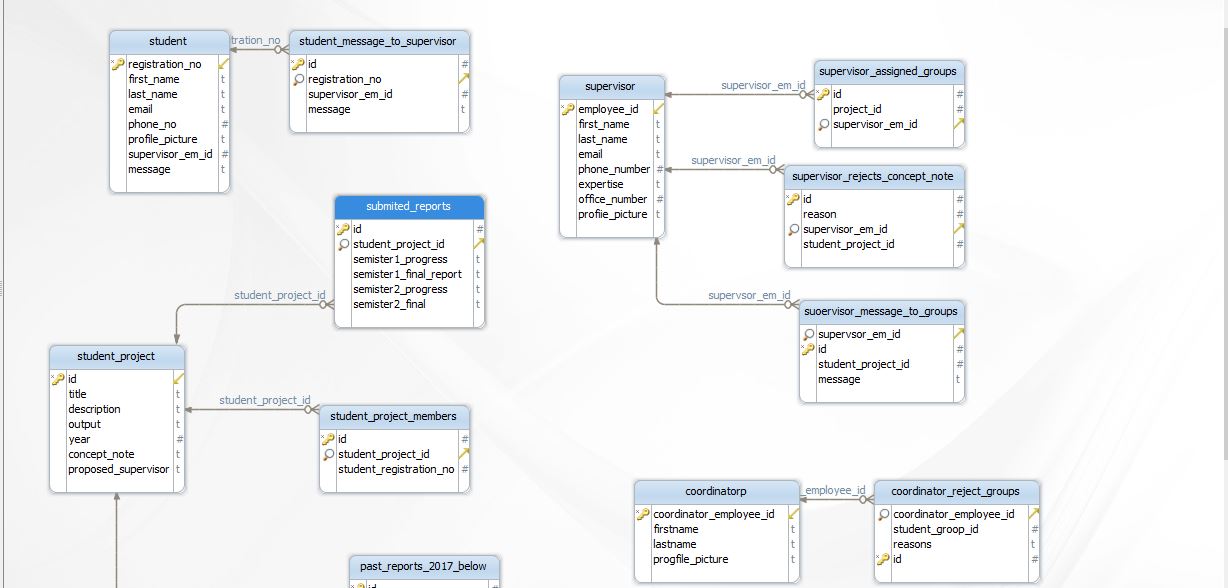 student
registration_no
first_name
last_name
email
phone_no
profile_picture
supervisor_em_id
message
tration_no
student_message_to_supervisor
id
registration_no
supervisor_em_id
message
submited_reports
id
student_project_id
semister1_progress
semister1_final_report
semister2_progress
semister2_final
student_project_id
student_project
id
title
description
output
year
concept_note
proposed_supervisor
student_project_id
student_project_members
id
student_project_id
student_registration_no
past_reports_2017_below
id
supervisor
employee_id
first_name
last_name
email
phone_number
expertise
office_number
profie_picture
supervisor_em_id
supervisor_assigned_groups
id
project_id
supervisor_em_id
supervisor_em_id
supervisor_rejects_concept_note
id
reason
supervisor_em_id
student_project_id
supervsor_em_id
suoervisor_message_to_groups
supervsor_em_id
id
student_project_id
message
coordinatorp
coordinator_employee_id
firstname
lastname
progfile_picture
_employee_id
coordinator_reject_groups
coordinator_employee_id
student_groop_id
reasons
id